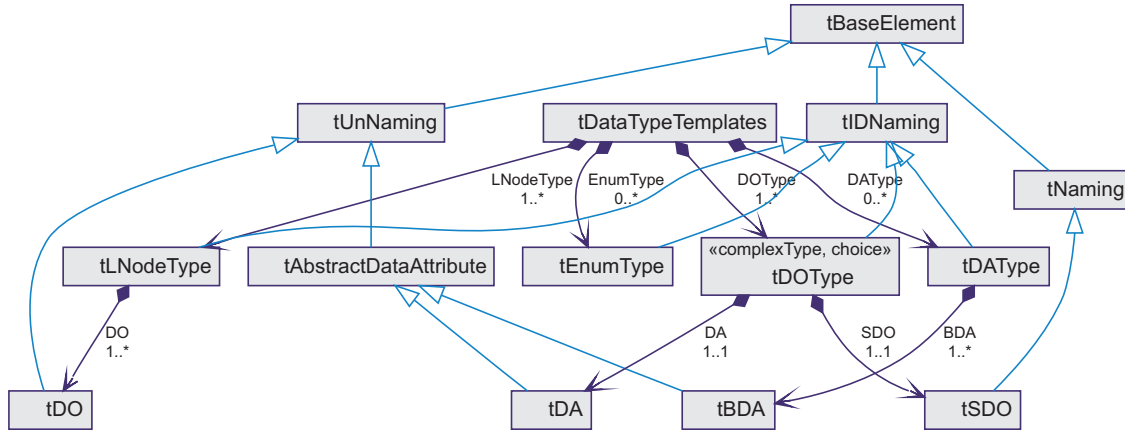 tBaseElement
tUnNaming
tDataTypeTemplates
tIDNaming
LNodeType
1..*
EnumType
0..*
DOType
1..*
DAType
0..*
tNaming
tLNodeType
tAbstractDataAttribute
tEnumType
«complexType, choice»
tDOType
tDAType
DO
1..*
DA
1..1
SDO
1..1
BDA
1..*
tDO
tDA
tBDA
tSDO